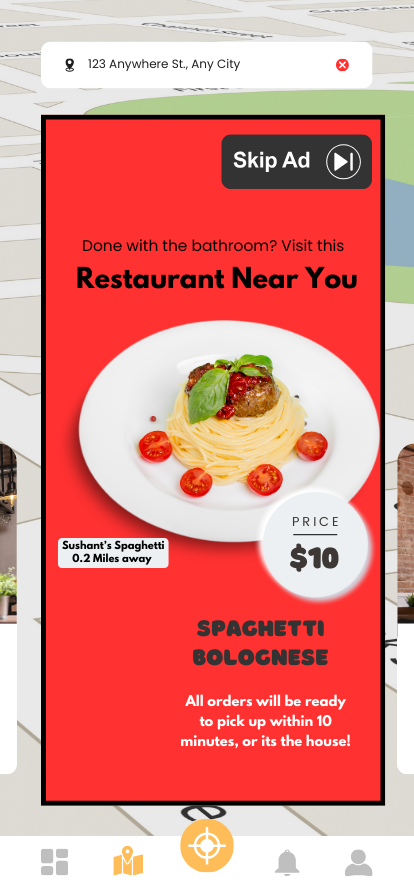 123 Anywhere St., Any City
Skip Ad
Done with the bathroom? Visit this
Restaurant Near You
PRICE
$10
Sushant's Spaghetti
0.2 Miles away
SPAGHETTI
BOLOGNESE
All orders will be ready
to pick up within 10
minutes, or its the house!